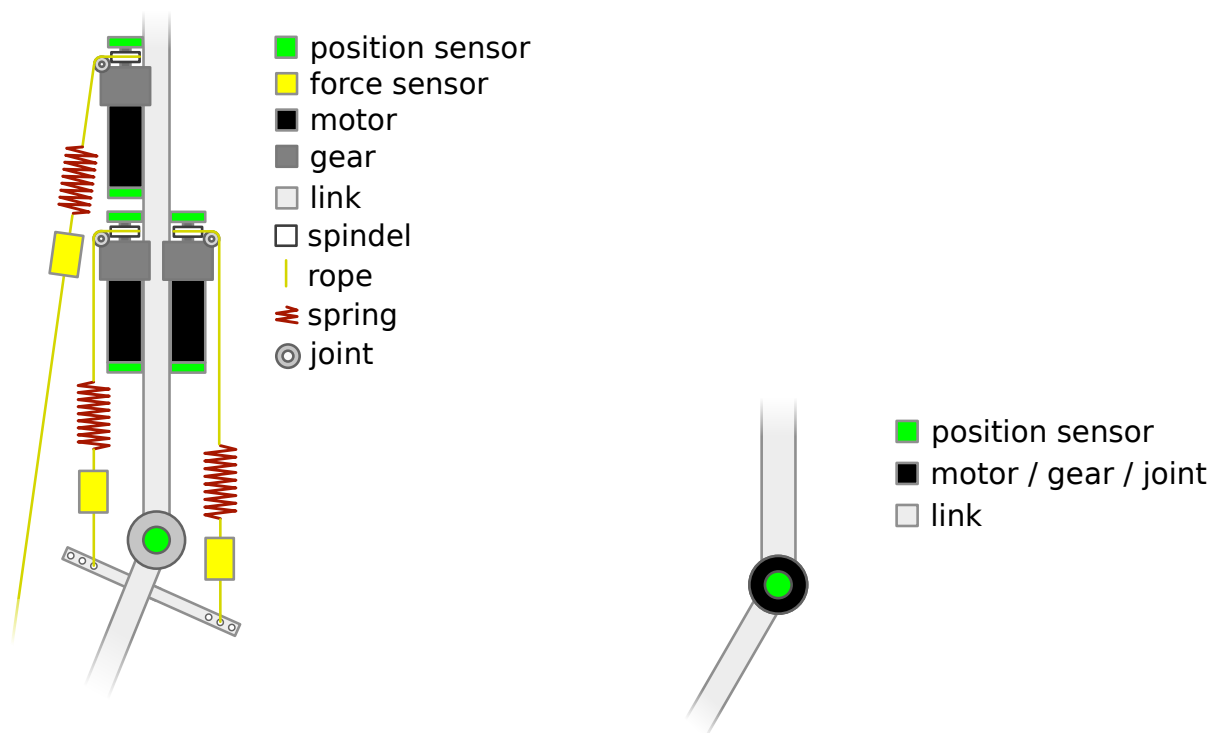 position sensor
force sensor
motor
gear
link
spindel
rope
spring
joint
position sensor
motor / gear / joint
link